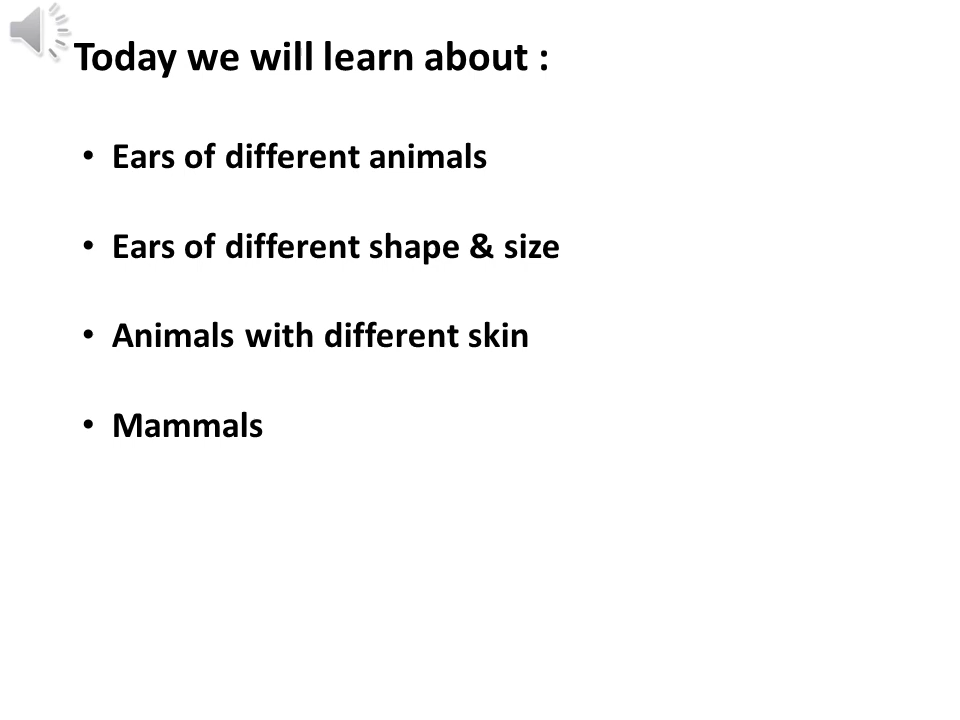 Today we will learn about :
• Ears of different animals
• Ears of different shape & size
• Animals with different skin
• Mammals